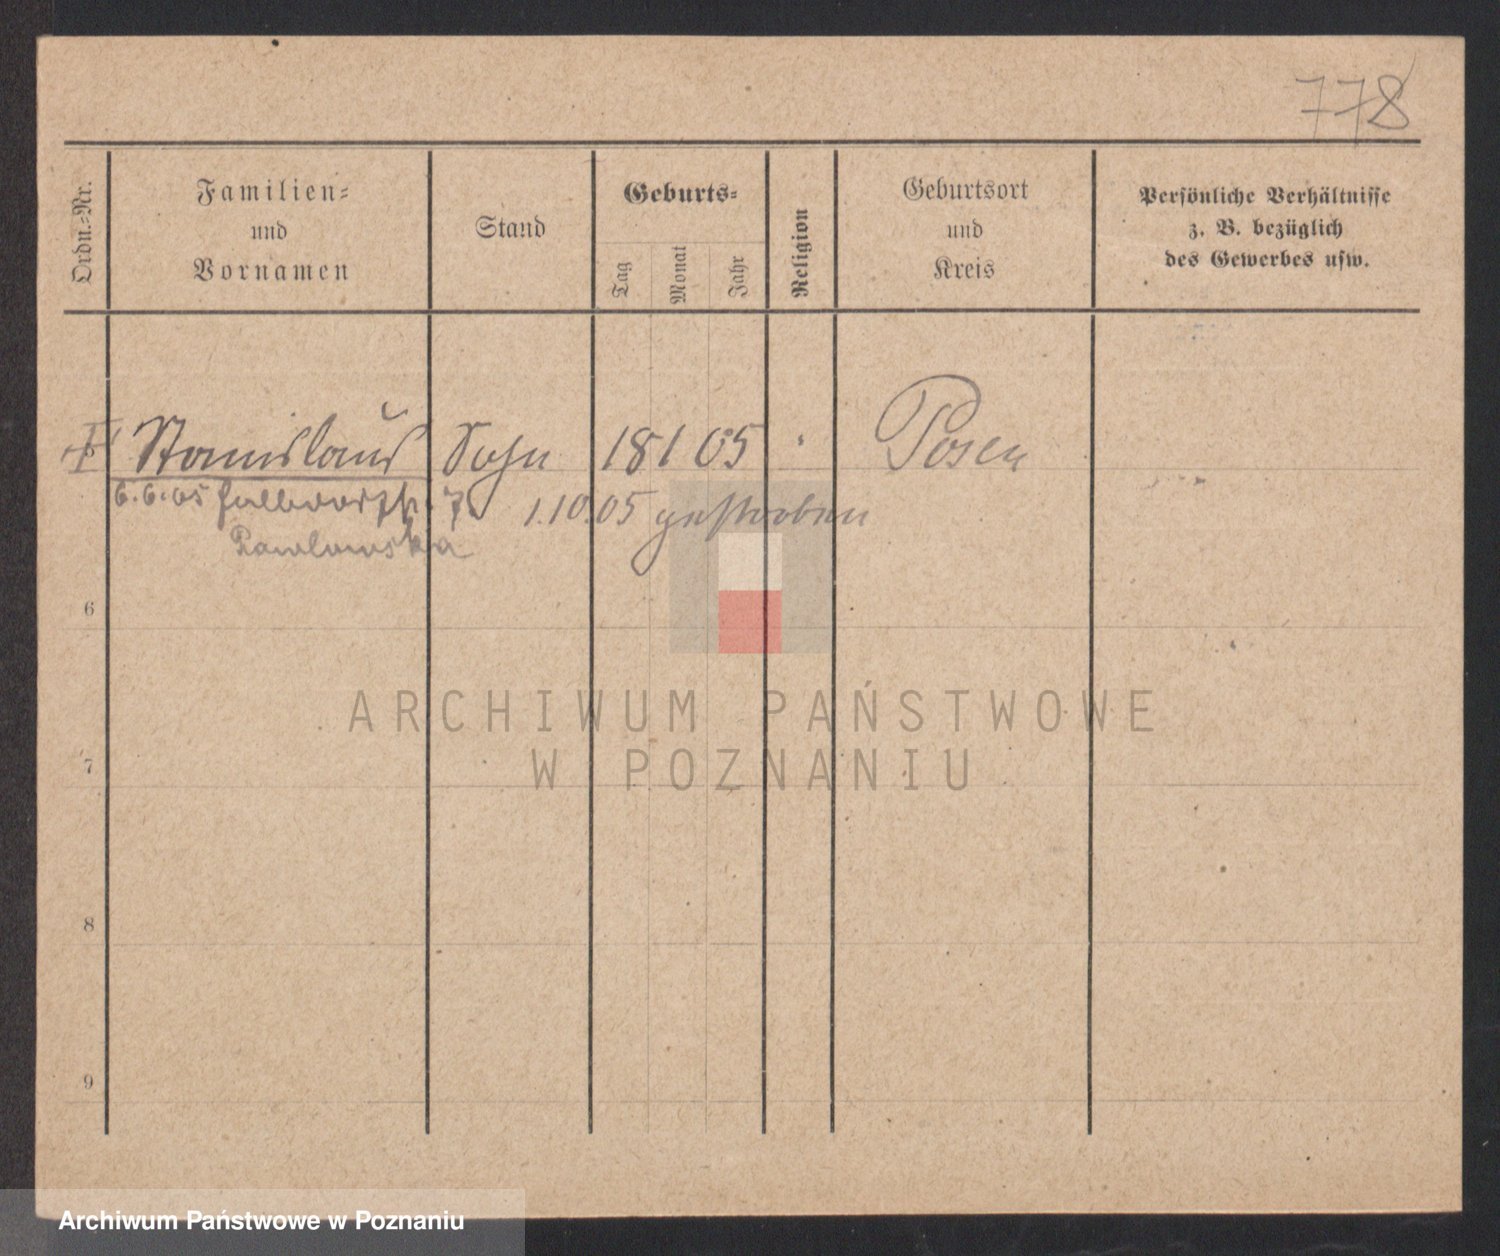 778
Ordn.-Nr.
Familien-
und
Vornamen
Stand
Geburts-
Tag
Monat
Jahr
Religion
Geburtsort
und
Kreis
Persönliche Verhältnisse
z. B. bezüglich
des Gewerbes usw.
Stanislaus Sohn 18 1 05 Posen
6.6.05 Halbdorfstr. 7. 1.10.05 gestorben
Pawlowska
6
7
8
9
ARCHIWUM PAŃSTWOWE
W POZNANIU
Archiwum Państwowe w Poznaniu